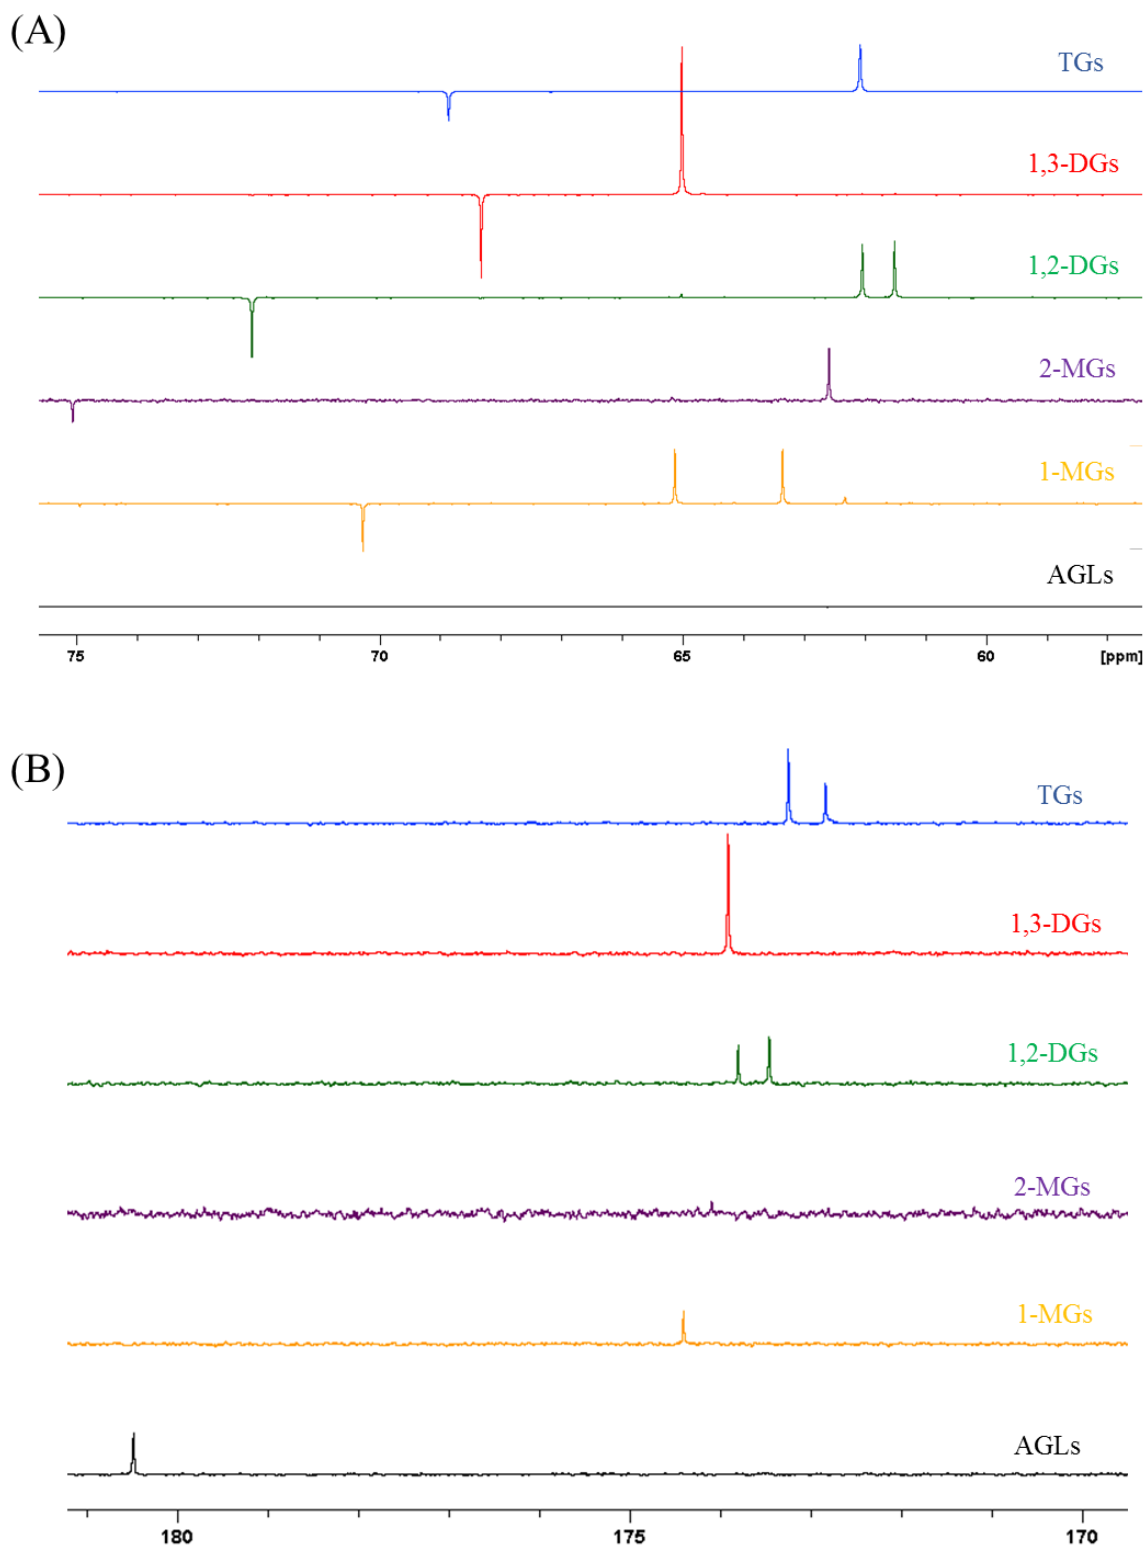 (A)
TGs
1,3-DGs
1,2-DGs
2-MGs
1-MGs
AGLs
75 70 65 60 [ppm]
(B)
TGs
1,3-DGs
1,2-DGs
2-MGs
1-MGs
AGLs
180 175 170